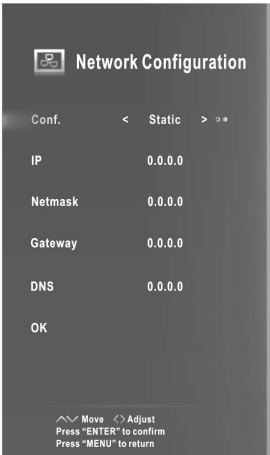 Network Configuration
Conf. < Static >
IP 0.0.0.0
Netmask 0.0.0.0
Gateway 0.0.0.0
DNS 0.0.0.0
OK
Move <> Adjust
Press “ENTER” to confirm
Press “MENU” to return